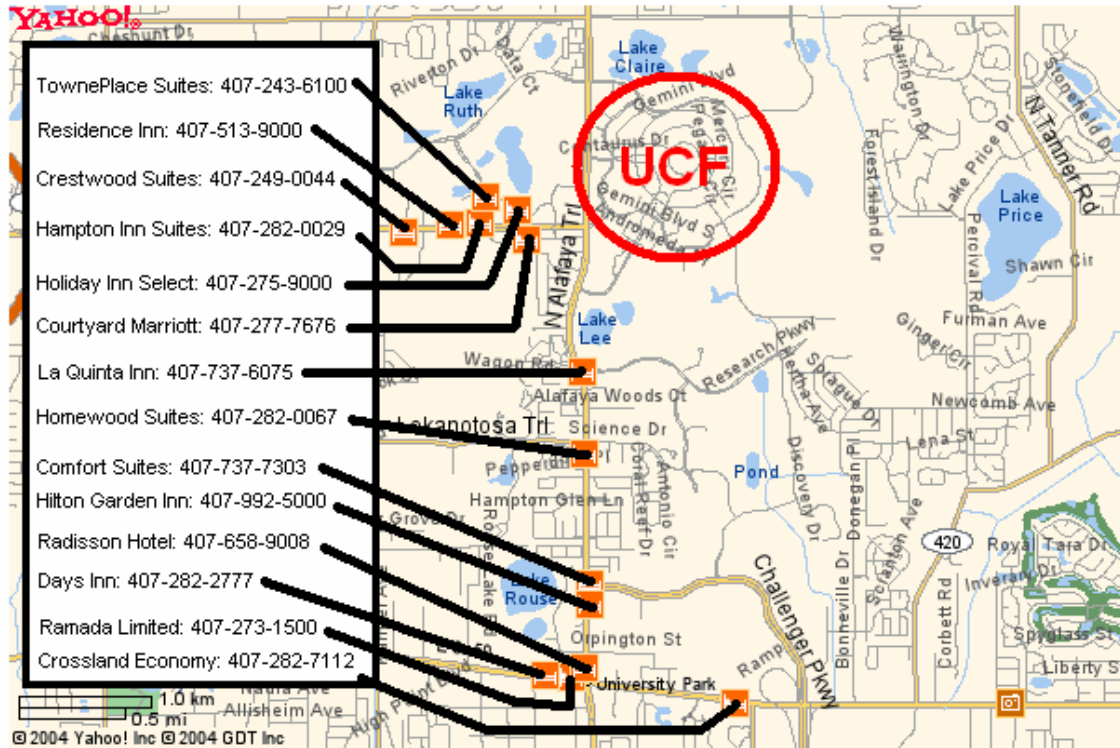 YAHOO!®
Cheshunt Dr
TownePlace Suites: 407-243-6100
Residence Inn: 407-513-9000
Crestwood Suites: 407-249-0044
Hampton Inn Suites: 407-282-0029
Holiday Inn Select: 407-275-9000
Courtyard Marriott: 407-277-7676
La Quinta Inn: 407-737-6075
Homewood Suites: 407-282-0067
Comfort Suites: 407-737-7303
Hilton Garden Inn: 407-992-5000
Radisson Hotel: 407-658-9008
Days Inn: 407-282-2777
Ramada Limited: 407-273-1500
Crossland Economy: 407-282-7112
Riverton Dr
Data Ct
Lake
Ruth
Lake
Claire
Gemini Blvd
Centaurus Dr
UCF
Gemini Blvd S
Andromeda
N Alafaya Trl
Warrington Dr
Forest Island Dr
Lake Price Dr
N Tanner Rd
Stonefield Dr
Lake
Price
Percival Rd
Shawn Cir
Furman Ave
Ginger Cir
Newcomb Ave
Lena St
Lake
Lee
Wagon Rd
Research Pkwy
Alafaya Woods Ct
Hertha Ave
Sprague Dr
Lokanotosa Trl
Science Dr
Pl
Hampton Glen Ln
Coral Reef Dr
Antonio Cir
Pond
Discovery Dr
Donegan Pl
Grove Dr
Rose Lake Rd
Lake
Rouse
Orpington St
Challenger Pkwy
Bonneville Dr
Scranton Ave
420
Corbett Rd
Royal Tara Dr
Inverary Dr
Spyglass S
Liberty S
Ramp
University Park
High Point Blvd
Allisheim Ave
1.0 km
0.5 mi
© 2004 Yahoo! Inc © 2004 GDT Inc